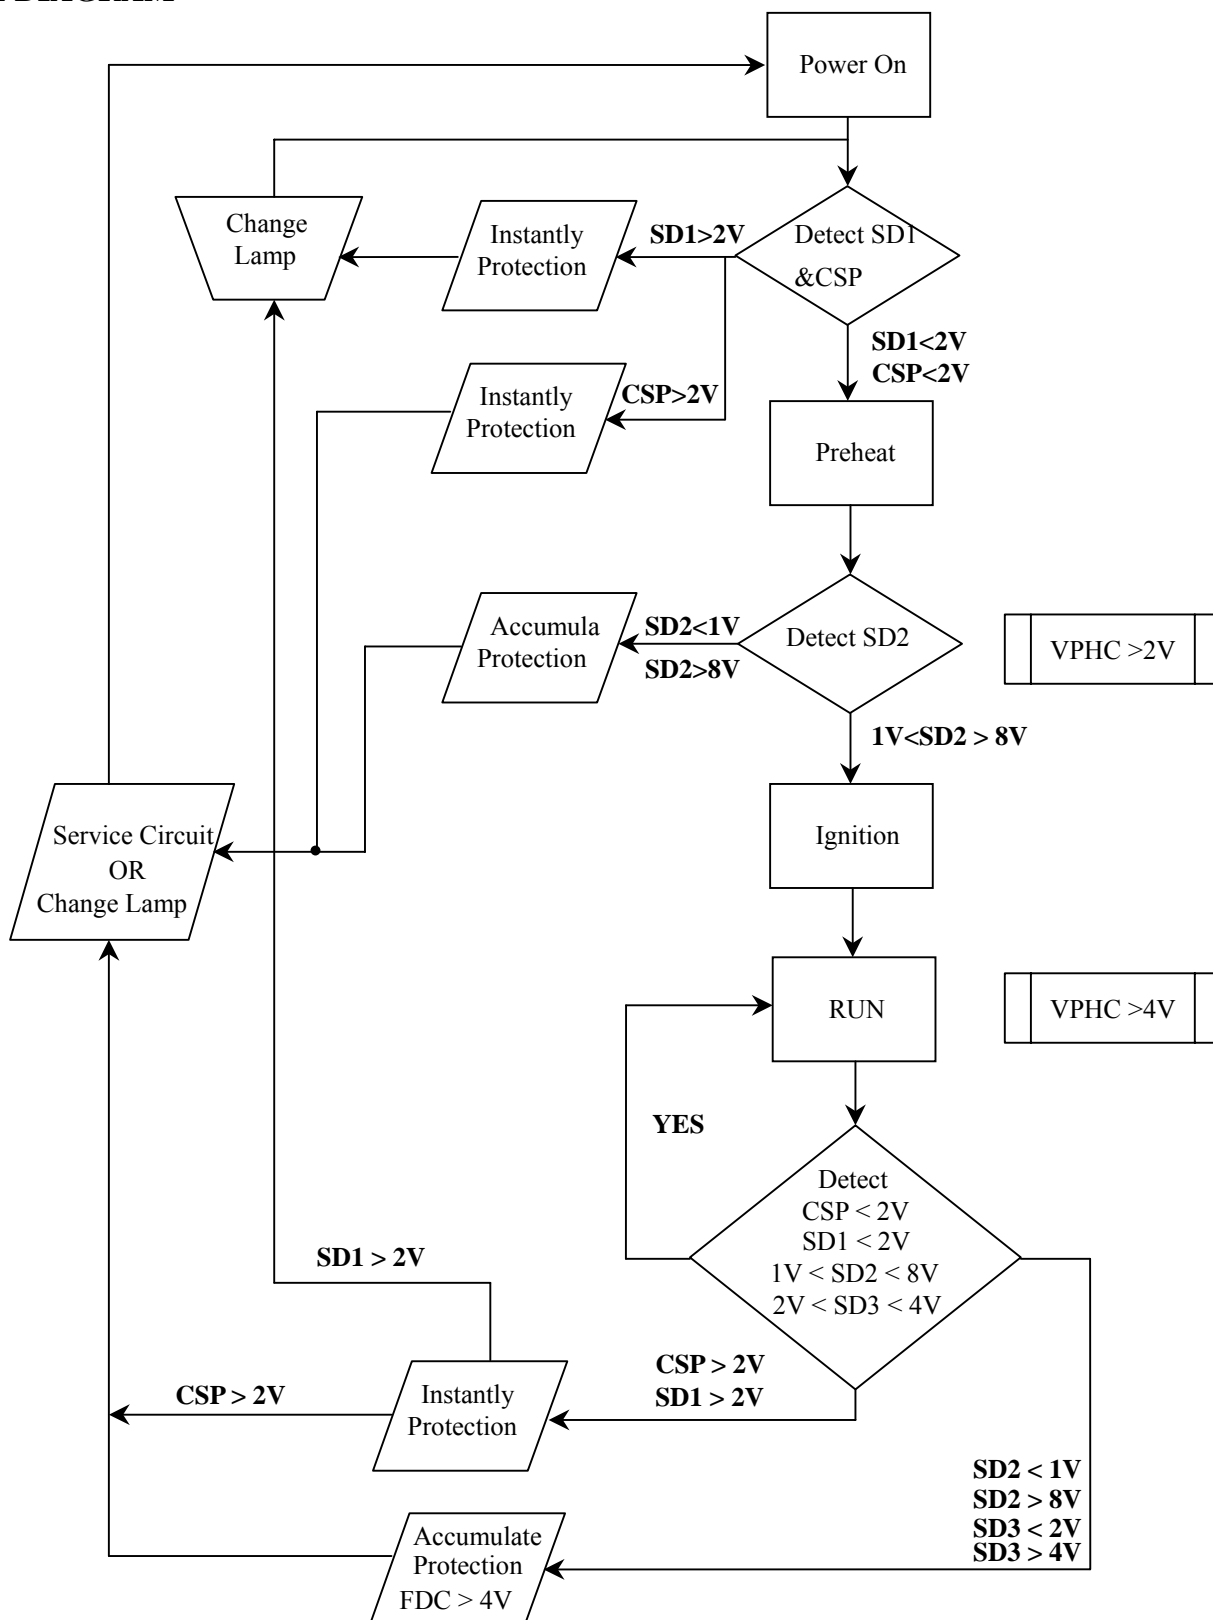 Power On
Change
Lamp
Instantly
Protection
SD1>2V
Detect SD1
&CSP
SD1<2V
CSP<2V
Instantly
Protection
CSP>2V
Preheat
Accumula
Protection
SD2<1V
SD2>8V
Detect SD2
VPHC >2V
1V<SD2 > 8V
Service Circuit
OR
Change Lamp
Ignition
RUN
VPHC >4V
YES
Detect
CSP < 2V
SD1 < 2V
1V < SD2 < 8V
2V < SD3 < 4V
SD1 > 2V
CSP > 2V
SD1 > 2V
CSP > 2V
Instantly
Protection
SD2 < 1V
SD2 > 8V
SD3 < 2V
SD3 > 4V
Accumulate
Protection
FDC > 4V